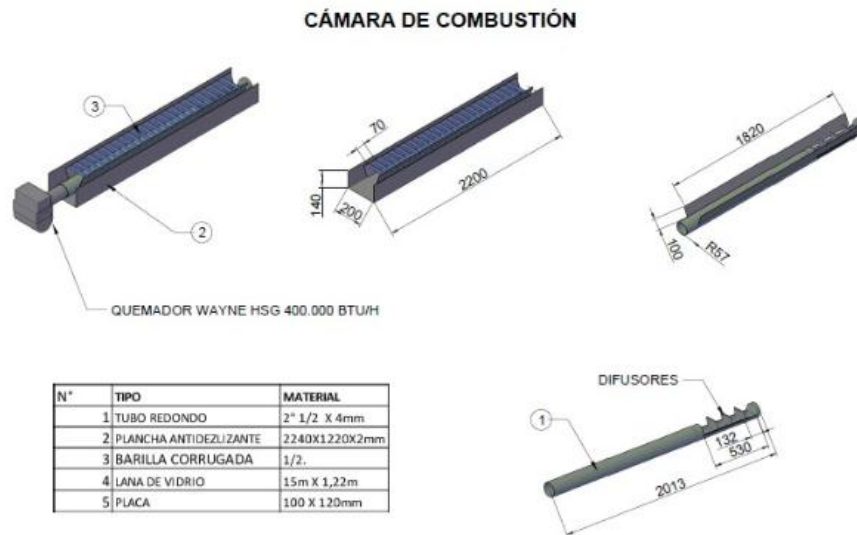 CÁMARA DE COMBUSTIÓN
3
2
QUEMADOR WAYNE HSG 400.000 BTU/H
70
2200
140
200
1820
100
R57
N° TIPO MATERIAL
1 TUBO REDONDO 2" 1/2 X 4mm
2 PLANCHA ANTIDEZLIZANTE 2240X1220X2mm
3 BARILLA CORRUGADA 1/2.
4 LANA DE VIDRIO 15m X 1,22m
5 PLACA 100 X 120mm
DIFUSORES
1
132
530
2013